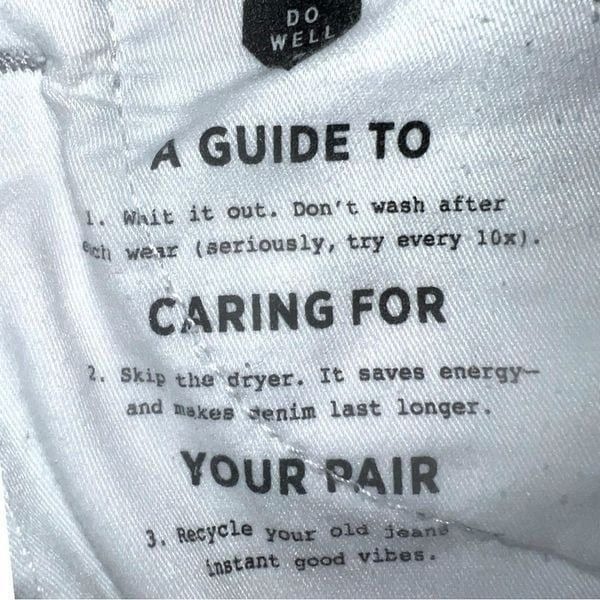 DO
WELL
A GUIDE TO
1. Wait it out. Don't wash after
each wear (seriously, try every 10x).
CARING FOR
2. Skip the dryer. It saves energy—
and makes denim last longer.
YOUR PAIR
3. Recycle your old jeans
instant good vibes.